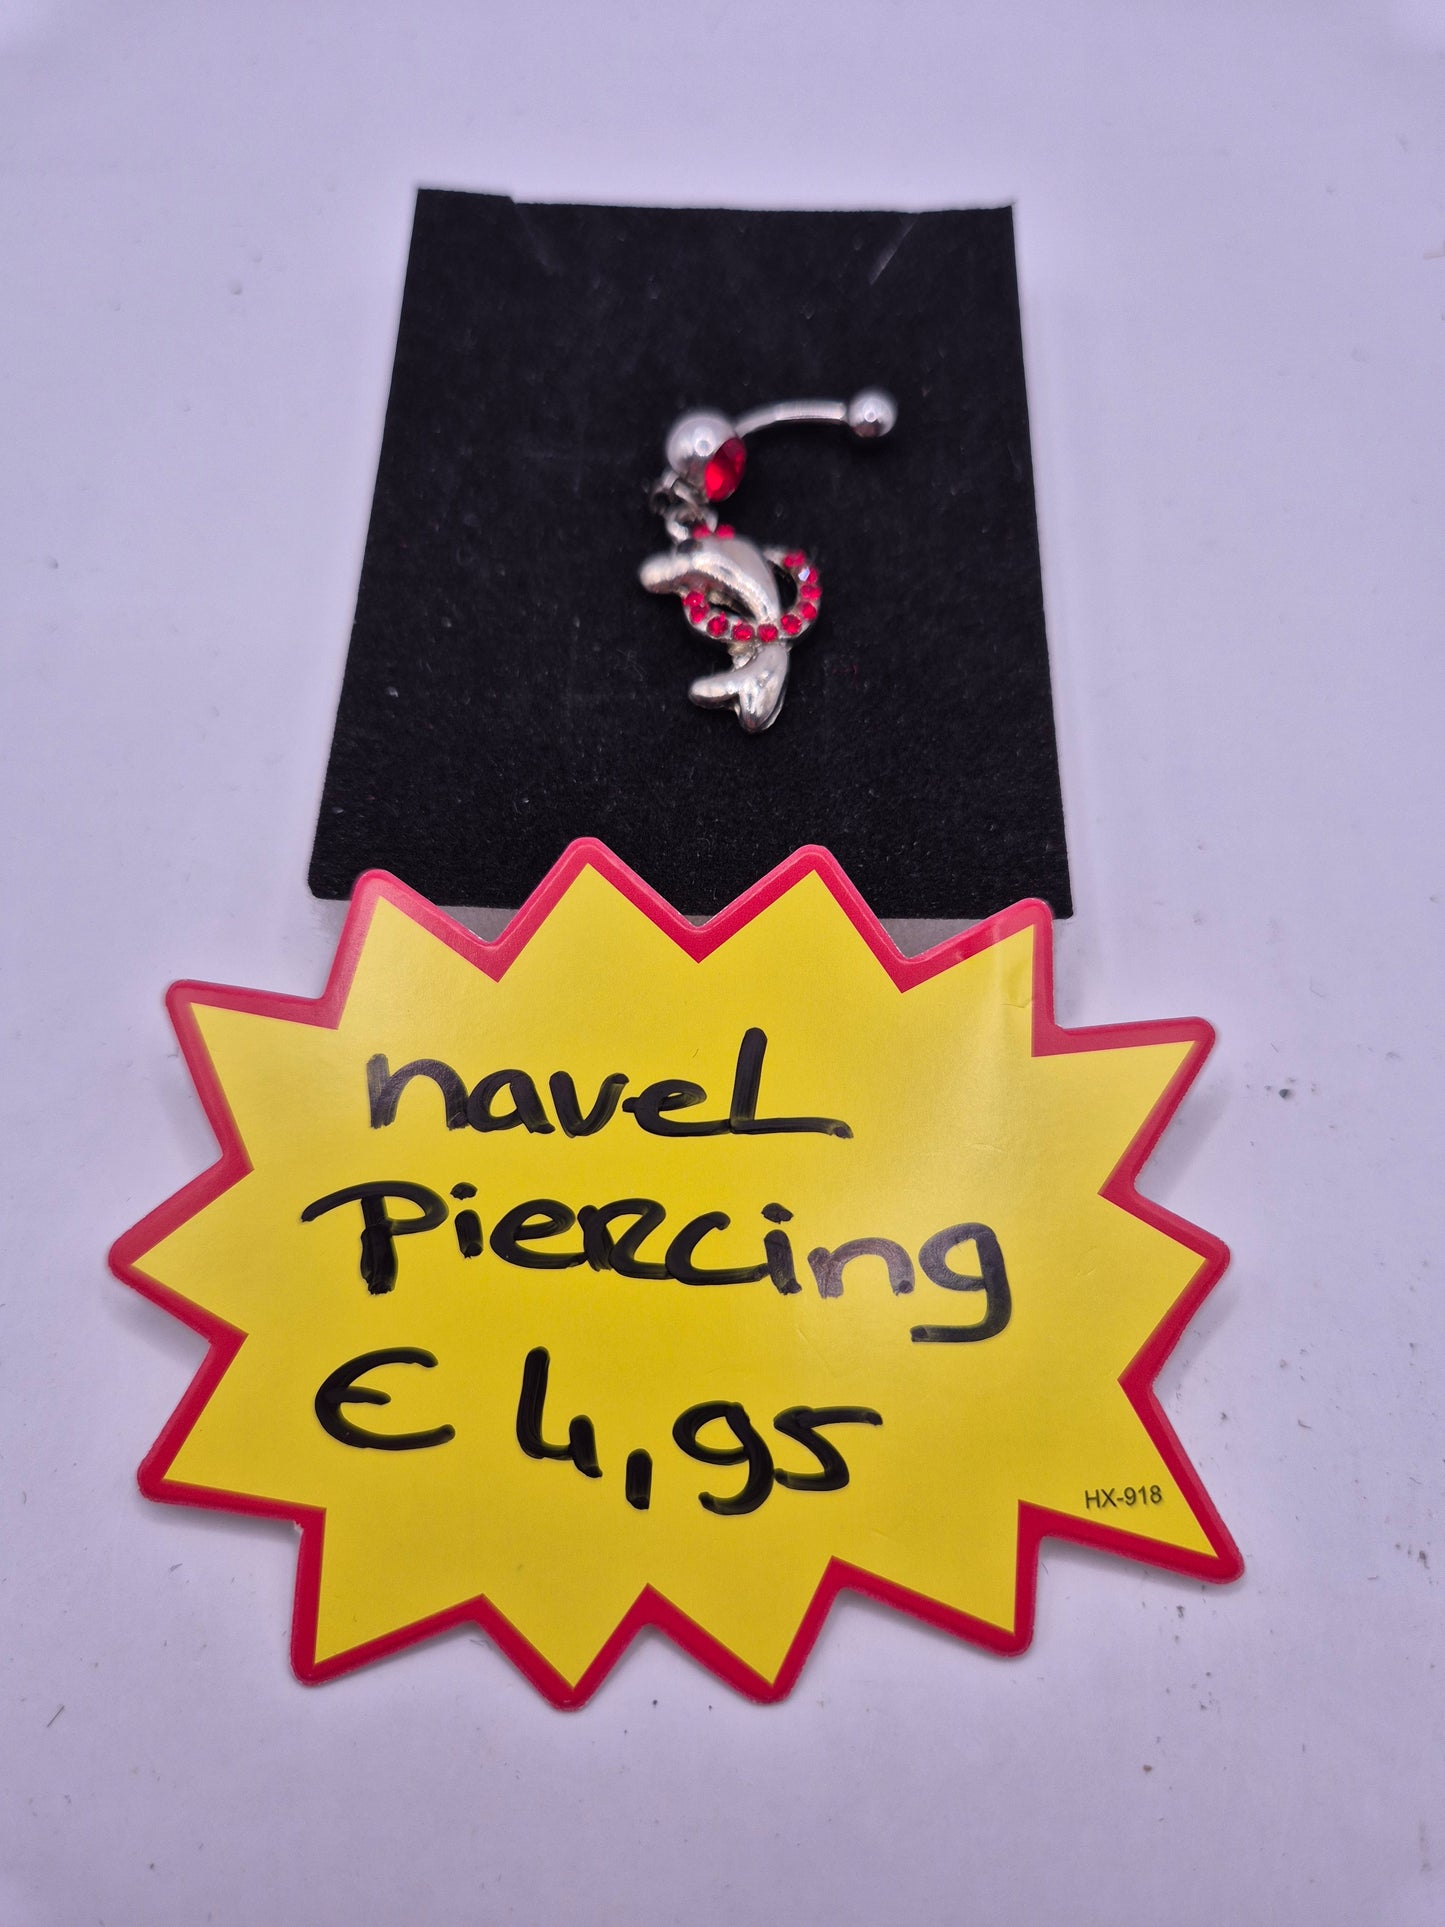 navel
Piercing
€ 4,95
HX-918